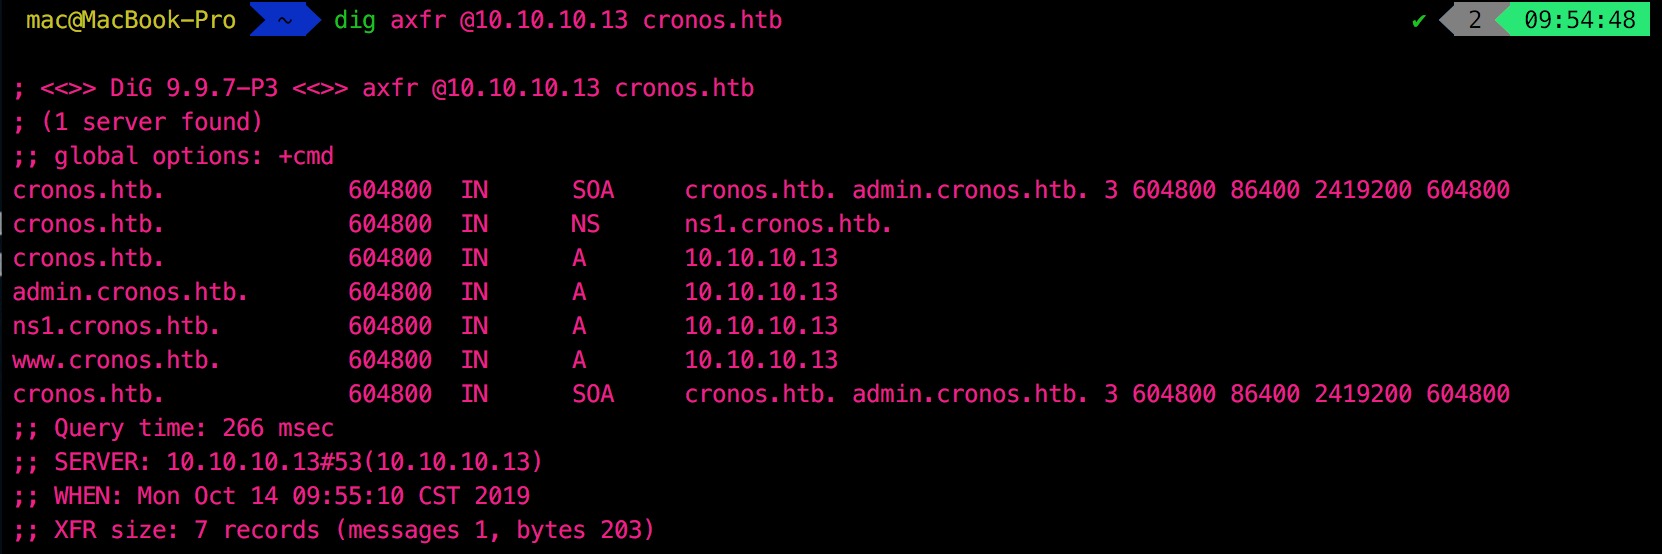 mac@MacBook-Pro ~ dig axfr @10.10.10.13 cronos.htb ✔ 2 09:54:48
; <<>> DiG 9.9.7-P3 <<>> axfr @10.10.10.13 cronos.htb
; (1 server found)
;; global options: +cmd
cronos.htb. 604800 IN SOA cronos.htb. admin.cronos.htb. 3 604800 86400 2419200 604800
cronos.htb. 604800 IN NS ns1.cronos.htb.
cronos.htb. 604800 IN A 10.10.10.13
admin.cronos.htb. 604800 IN A 10.10.10.13
ns1.cronos.htb. 604800 IN A 10.10.10.13
www.cronos.htb. 604800 IN A 10.10.10.13
cronos.htb. 604800 IN SOA cronos.htb. admin.cronos.htb. 3 604800 86400 2419200 604800
;; Query time: 266 msec
;; SERVER: 10.10.10.13#53(10.10.10.13)
;; WHEN: Mon Oct 14 09:55:10 CST 2019
;; XFR size: 7 records (messages 1, bytes 203)